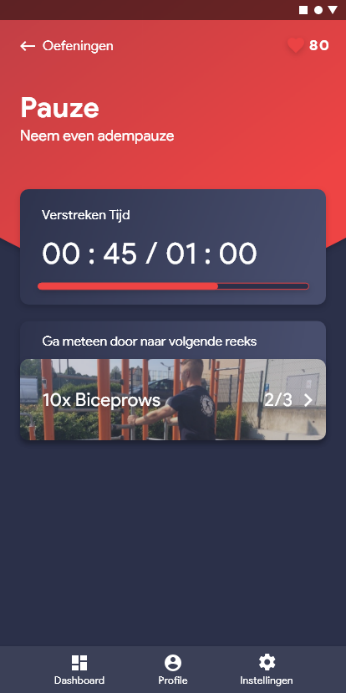 Oefeningen
80
Pauze
Neem even adempauze
Verstreken Tijd
00 : 45 / 01 : 00
Ga meteen door naar volgende reeks
10x Biceprows 2/3
Dashboard Profile Instellingen